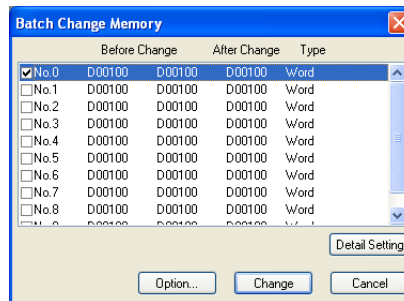 Batch Change Memory
Before Change After Change Type
No.0 D00100 D00100 D00100 Word
No.1 D00100 D00100 D00100 Word
No.2 D00100 D00100 D00100 Word
No.3 D00100 D00100 D00100 Word
No.4 D00100 D00100 D00100 Word
No.5 D00100 D00100 D00100 Word
No.6 D00100 D00100 D00100 Word
No.7 D00100 D00100 D00100 Word
No.8 D00100 D00100 D00100 Word
Detail Setting
Option... Change Cancel